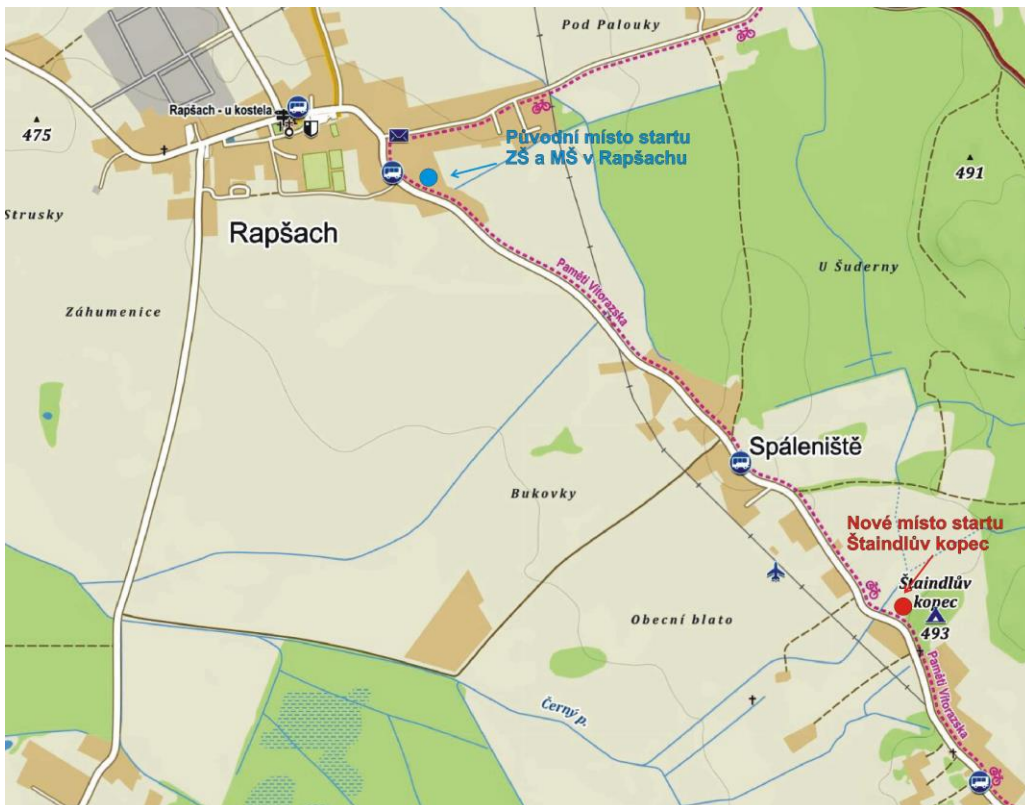 Pod Palouky
Rapšach - u kostela
475
Původní místo startu
ZŠ a MŠ v Rapšachu
491
Strusky
Rapšach
U Šuderny
Paměti Vitorazska
Záhumenice
Spáleniště
Bukovky
Nové místo startu
Štaindlův kopec
Štaindlův
kopec
493
Obecní blato
Paměti Vitorazska
Černý p.